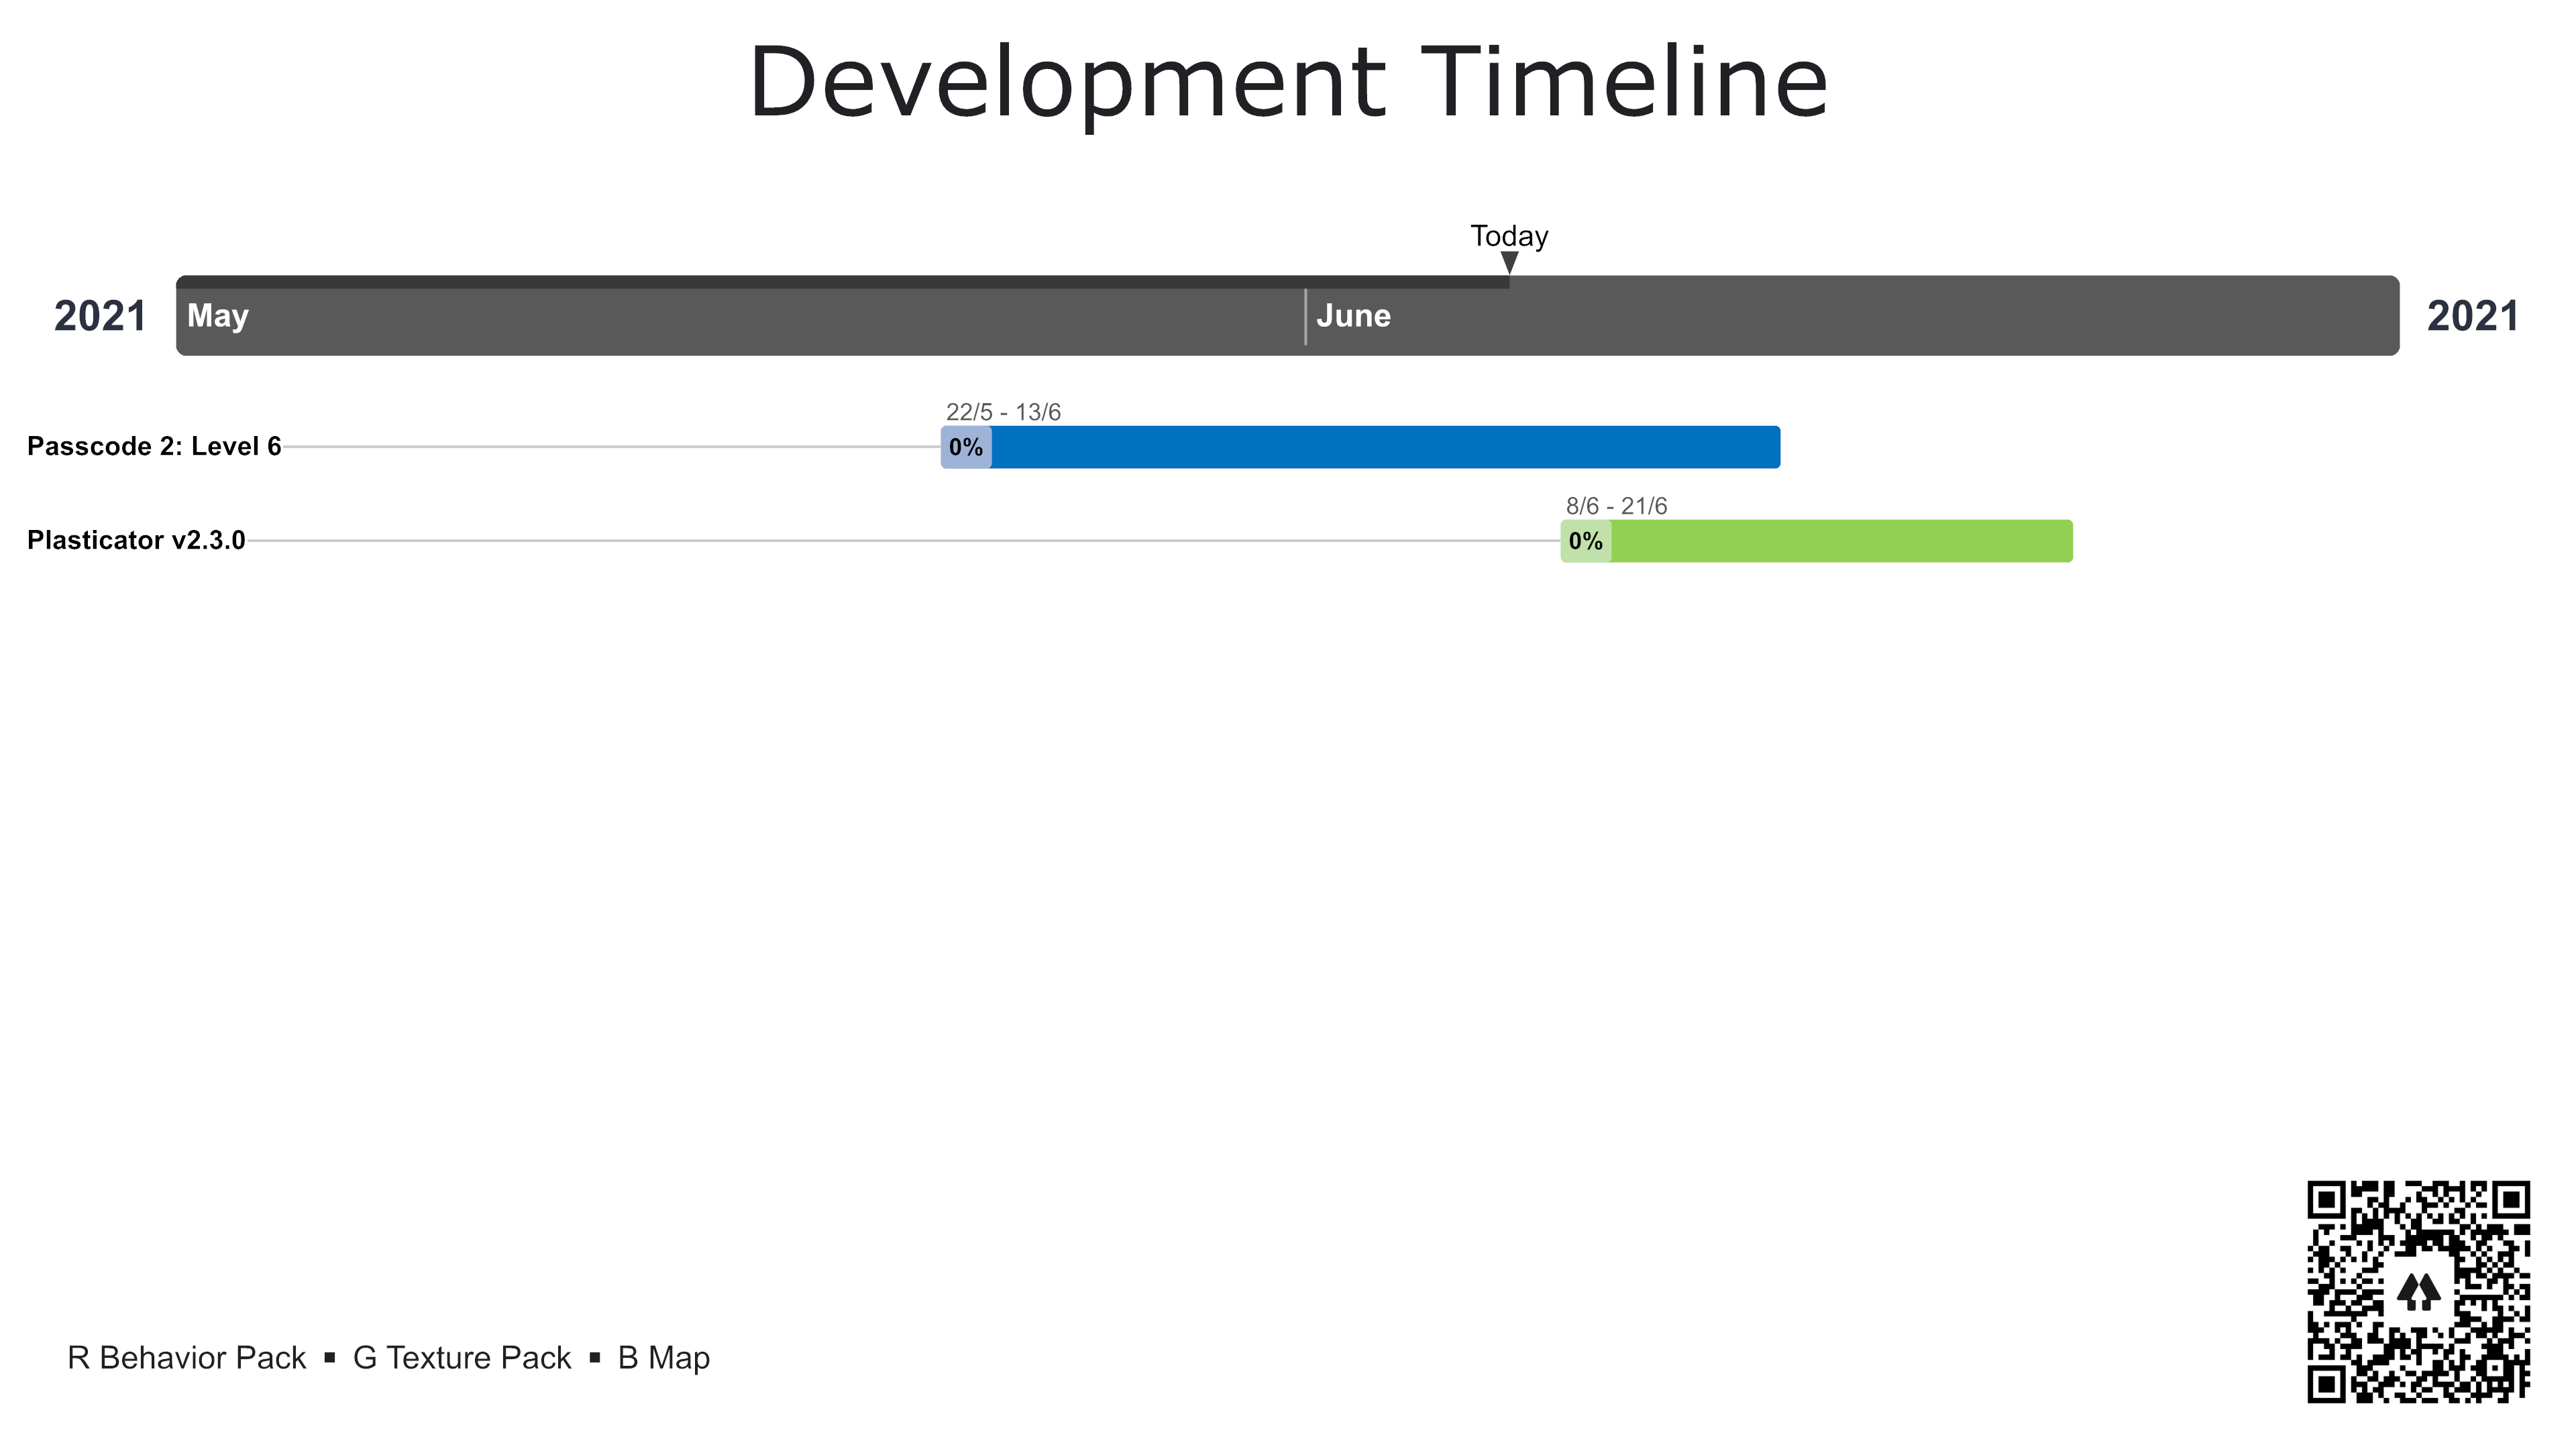 Development Timeline
Today
2021 May June 2021
22/5 - 13/6
Passcode 2: Level 6 0%
8/6 - 21/6
Plasticator v2.3.0 0%
R Behavior Pack ▪ G Texture Pack ▪ B Map